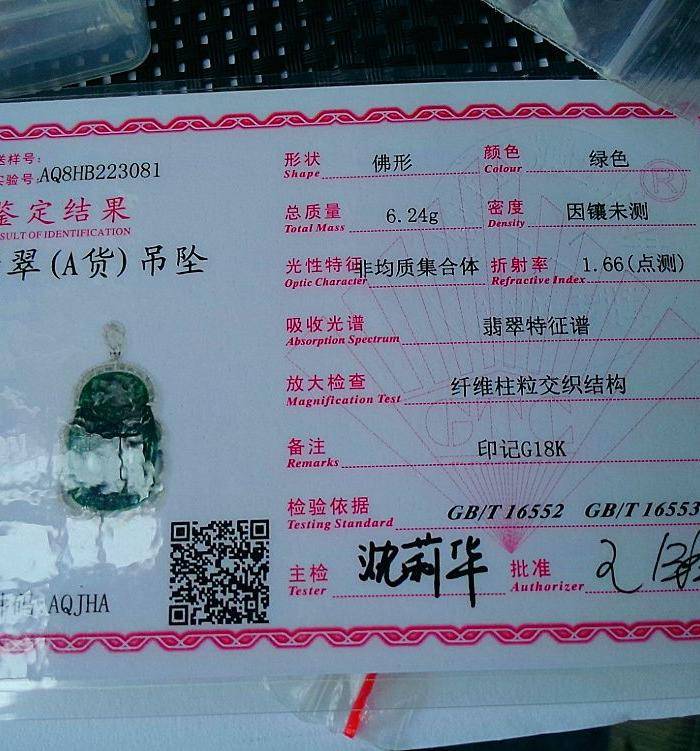 送样号:
实验号:AQ8HB223081
鉴定结果
SULT OF IDENTIFICATION
翠(A货)吊坠
AQJHA
形状 佛形 颜色 绿色
Shape Colour
总质量 6.24g 密度 因镶未测
Total Mass Density
光性特征 非均质集合体 折射率 1.66(点测)
Optic Character Refractive Index
吸收光谱 翡翠特征谱
Absorption Spectrum
放大检查 纤维柱粒交织结构
Magnification Test
GTC
备注 印记G18K
Remarks
检验依据 GB/T 16552 GB/T 16553
Testing Standard
主检 批准
Tester Authorizer
®